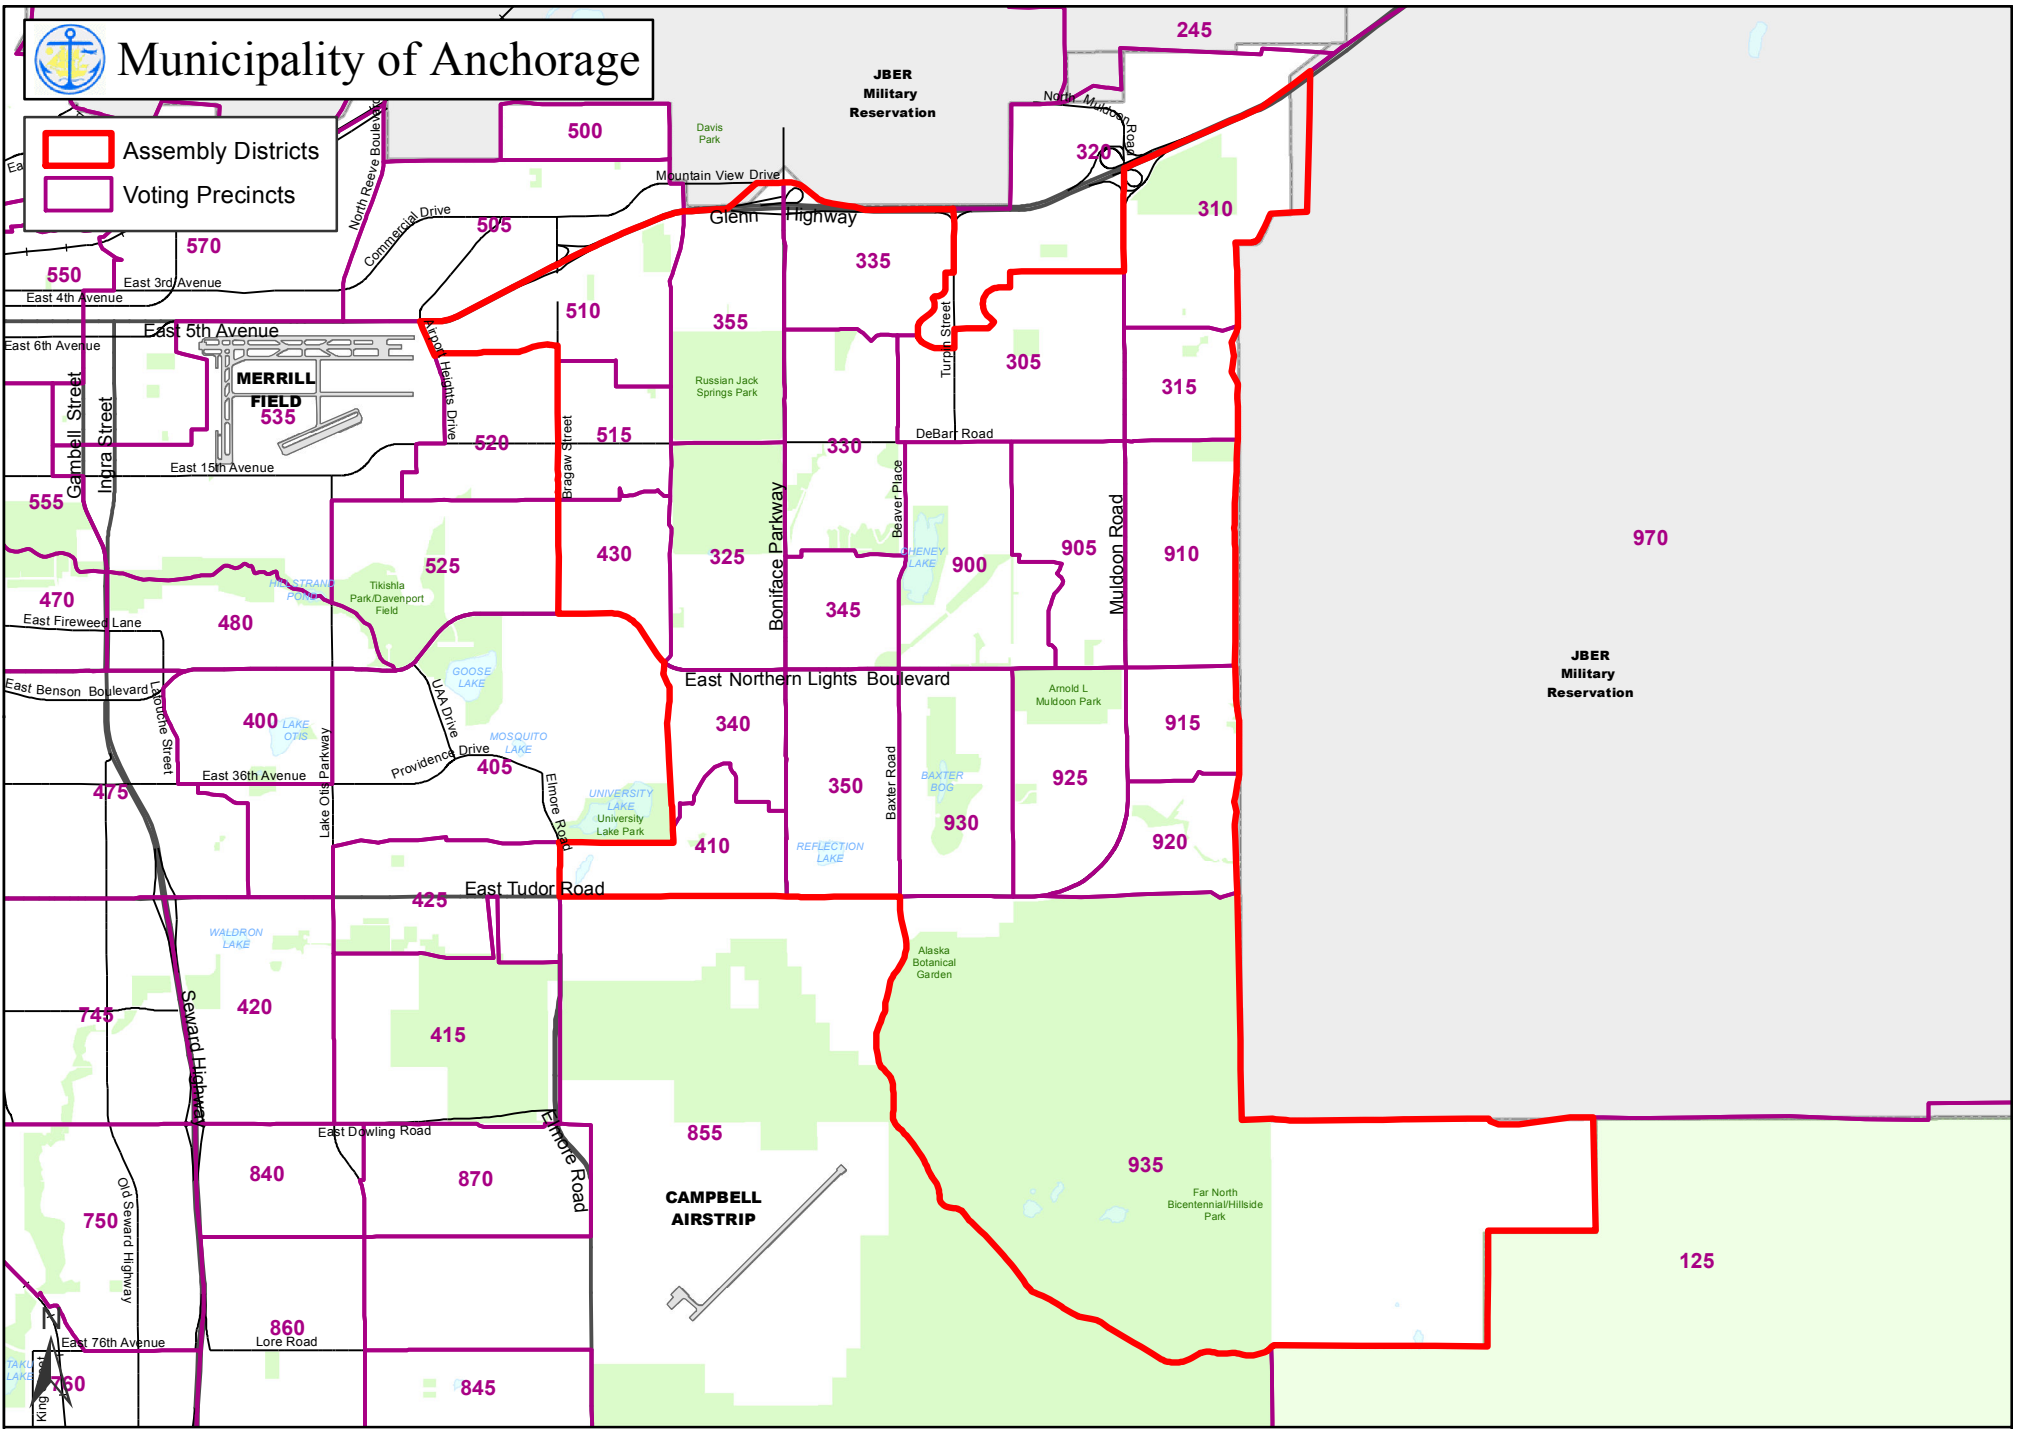 Municipality of Anchorage
Assembly Districts
Voting Precincts
245
JBER
Military
Reservation
North Muldoon Road
500
Davis
Park
320
Mountain View Drive
North Reeve Boulevard
Ea
310
Glenn Highway
Commercial Drive
505
570
550
335
East 3rd Avenue
East 4th Avenue
510
355
East 5th Avenue
East 6th Avenue
Airport Heights Drive
Turpin Street
305
315
MERRILL
FIELD
535
Russian Jack
Springs Park
Gambell Street
Ingra Street
520
515
Bragaw Street
330
DeBarr Road
East 15th Avenue
555
Boniface Parkway
Beaver Place
Muldoon Road
525
430
325
CHENEY
LAKE
900
905
910
970
HILLSTRAND
POND
Tikishla
Park/Davenport
Field
470
East Fireweed Lane
480
345
East Northern Lights Boulevard
GOOSE
LAKE
East Benson Boulevard
Latouche Street
UAA Drive
Arnold L
Muldoon Park
JBER
Military
Reservation
400
LAKE
OTIS
340
915
MOSQUITO
LAKE
Lake Otis Parkway
Providence Drive
405
East 36th Avenue
475
Elmore Road
UNIVERSITY
LAKE
University
Lake Park
350
Baxter Road
BAXTER
BOG
925
930
920
410
REFLECTION
LAKE
East Tudor Road
425
WALDRON
LAKE
Alaska
Botanical
Garden
420
745
Seward Highway
415
East Dowling Road
Elmore Road
855
840
870
935
CAMPBELL
AIRSTRIP
Far North
Bicentennial/Hillside
Park
750
Old Seward Highway
125
N
860
East 76th Avenue
Lore Road
TAKU
LAKE
760
845